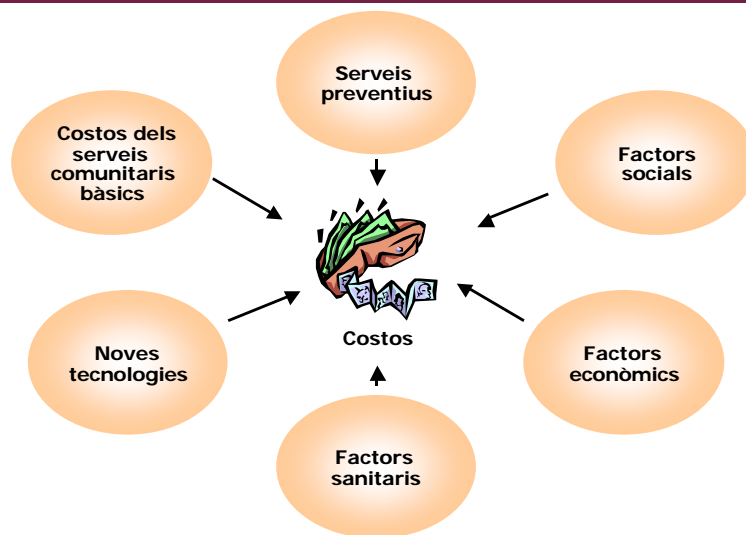 Serveis
preventius
Costos dels
serveis
comunitaris
bàsics
Factors
socials
Costos
Noves
tecnologies
Factors
econòmics
Factors
sanitaris